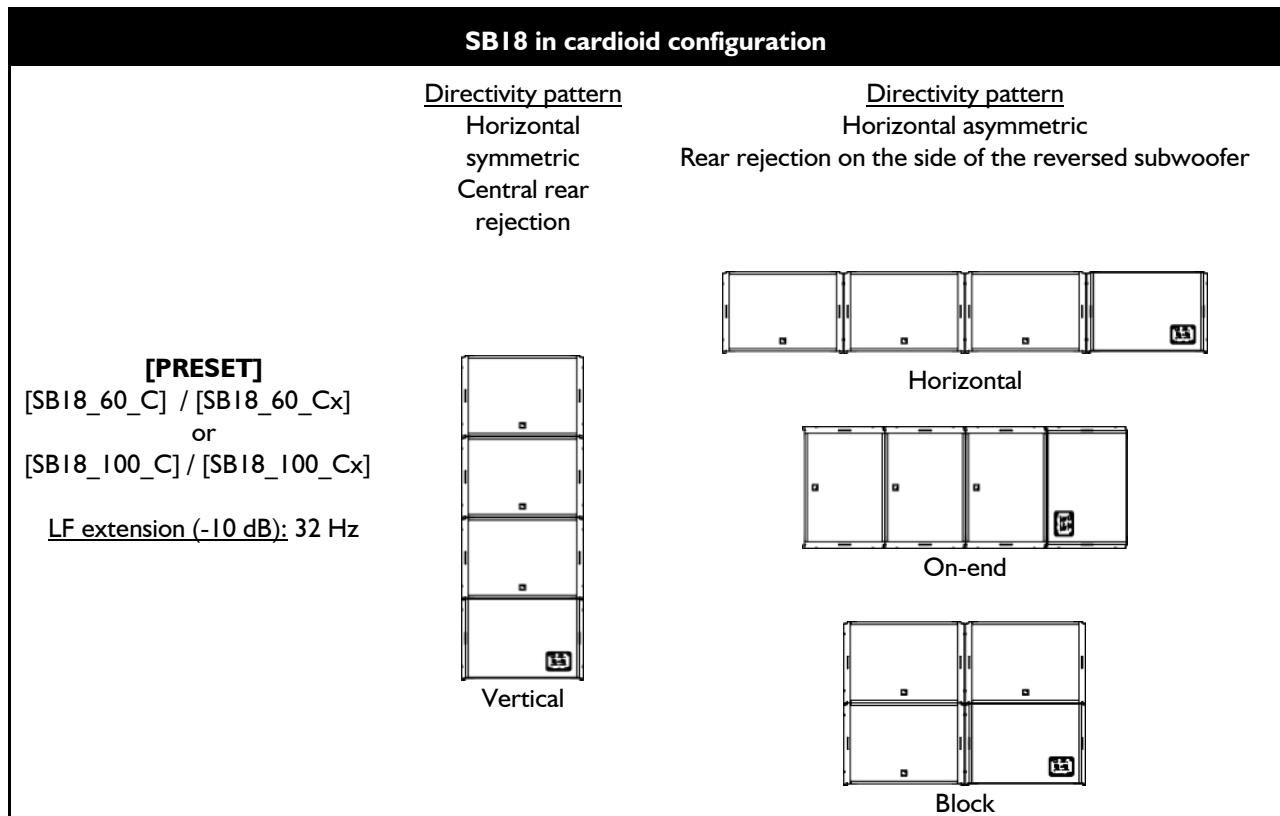 SB18 in cardioid configuration
Directivity pattern
Horizontal
symmetric
Central rear
rejection
Directivity pattern
Horizontal asymmetric
Rear rejection on the side of the reversed subwoofer
[PRESET]
[SB18_60_C] / [SB18_60_Cx]
or
[SB18_100_C] / [SB18_100_Cx]
LF extension (-10 dB): 32 Hz
Vertical
Horizontal
On-end
Block